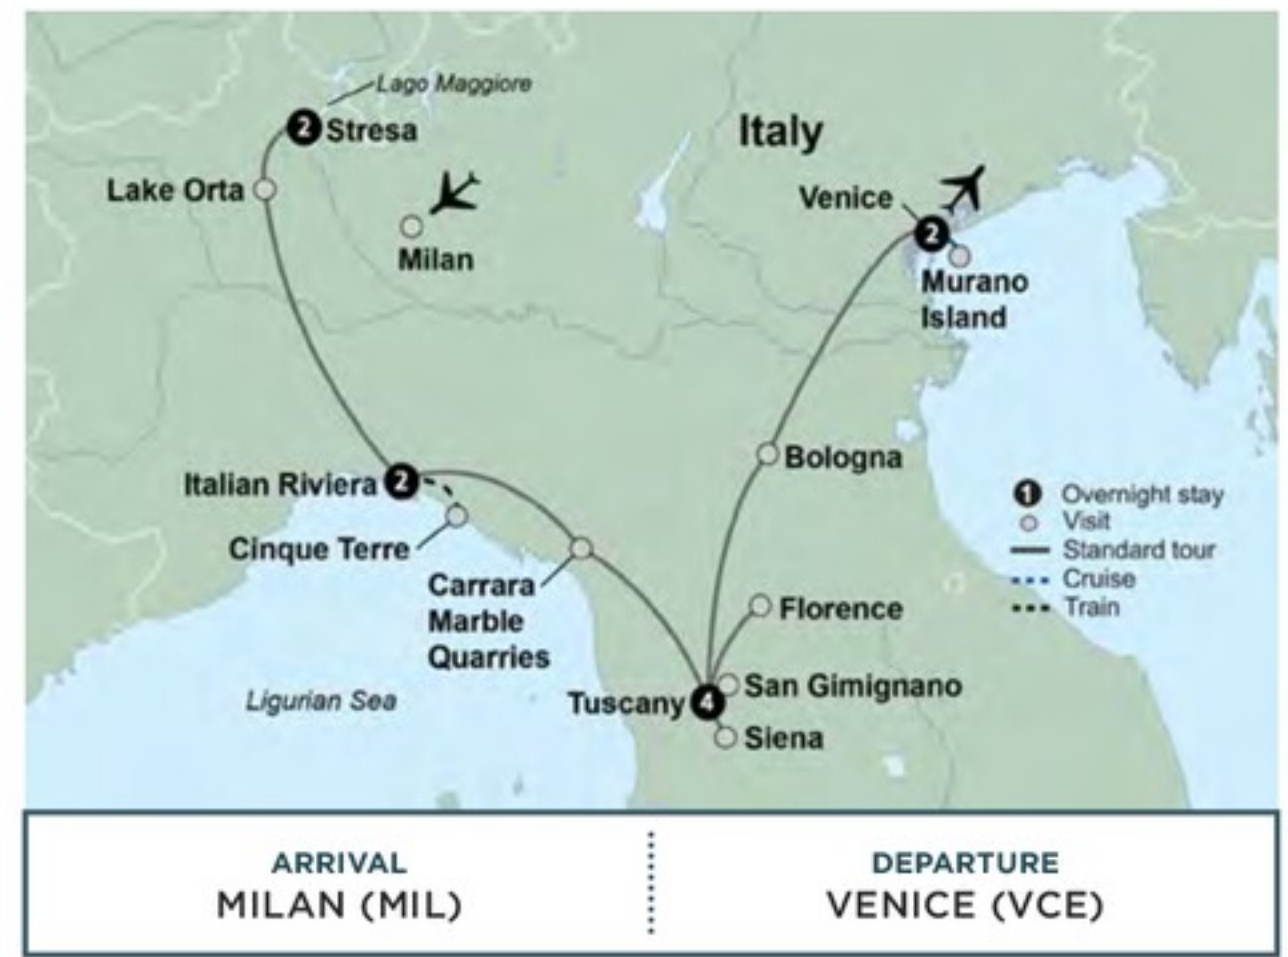 Lago Maggiore
2 Stresa
Italy
Lake Orta
Venice
2
Milan
Murano
Island
Bologna
Italian Riviera 2
1 Overnight stay
Visit
Cinque Terre
Standard tour
Carrara
Marble
Quarries
Cruise
Train
Florence
San Gimignano
Ligurian Sea
Tuscany 4
Siena
ARRIVAL
MILAN (MIL)
DEPARTURE
VENICE (VCE)